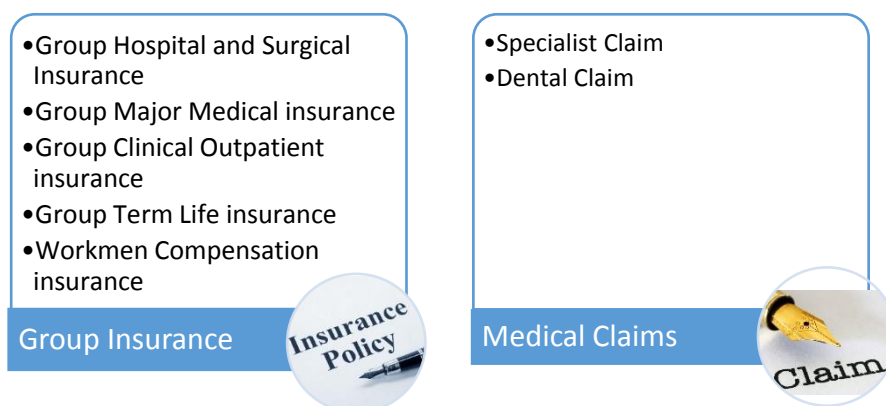 •Group Hospital and Surgical
Insurance
•Group Major Medical insurance
•Group Clinical Outpatient
insurance
•Group Term Life insurance
•Workmen Compensation
insurance
Group Insurance
Insurance
Policy
•Specialist Claim
•Dental Claim
Medical Claims
Claim